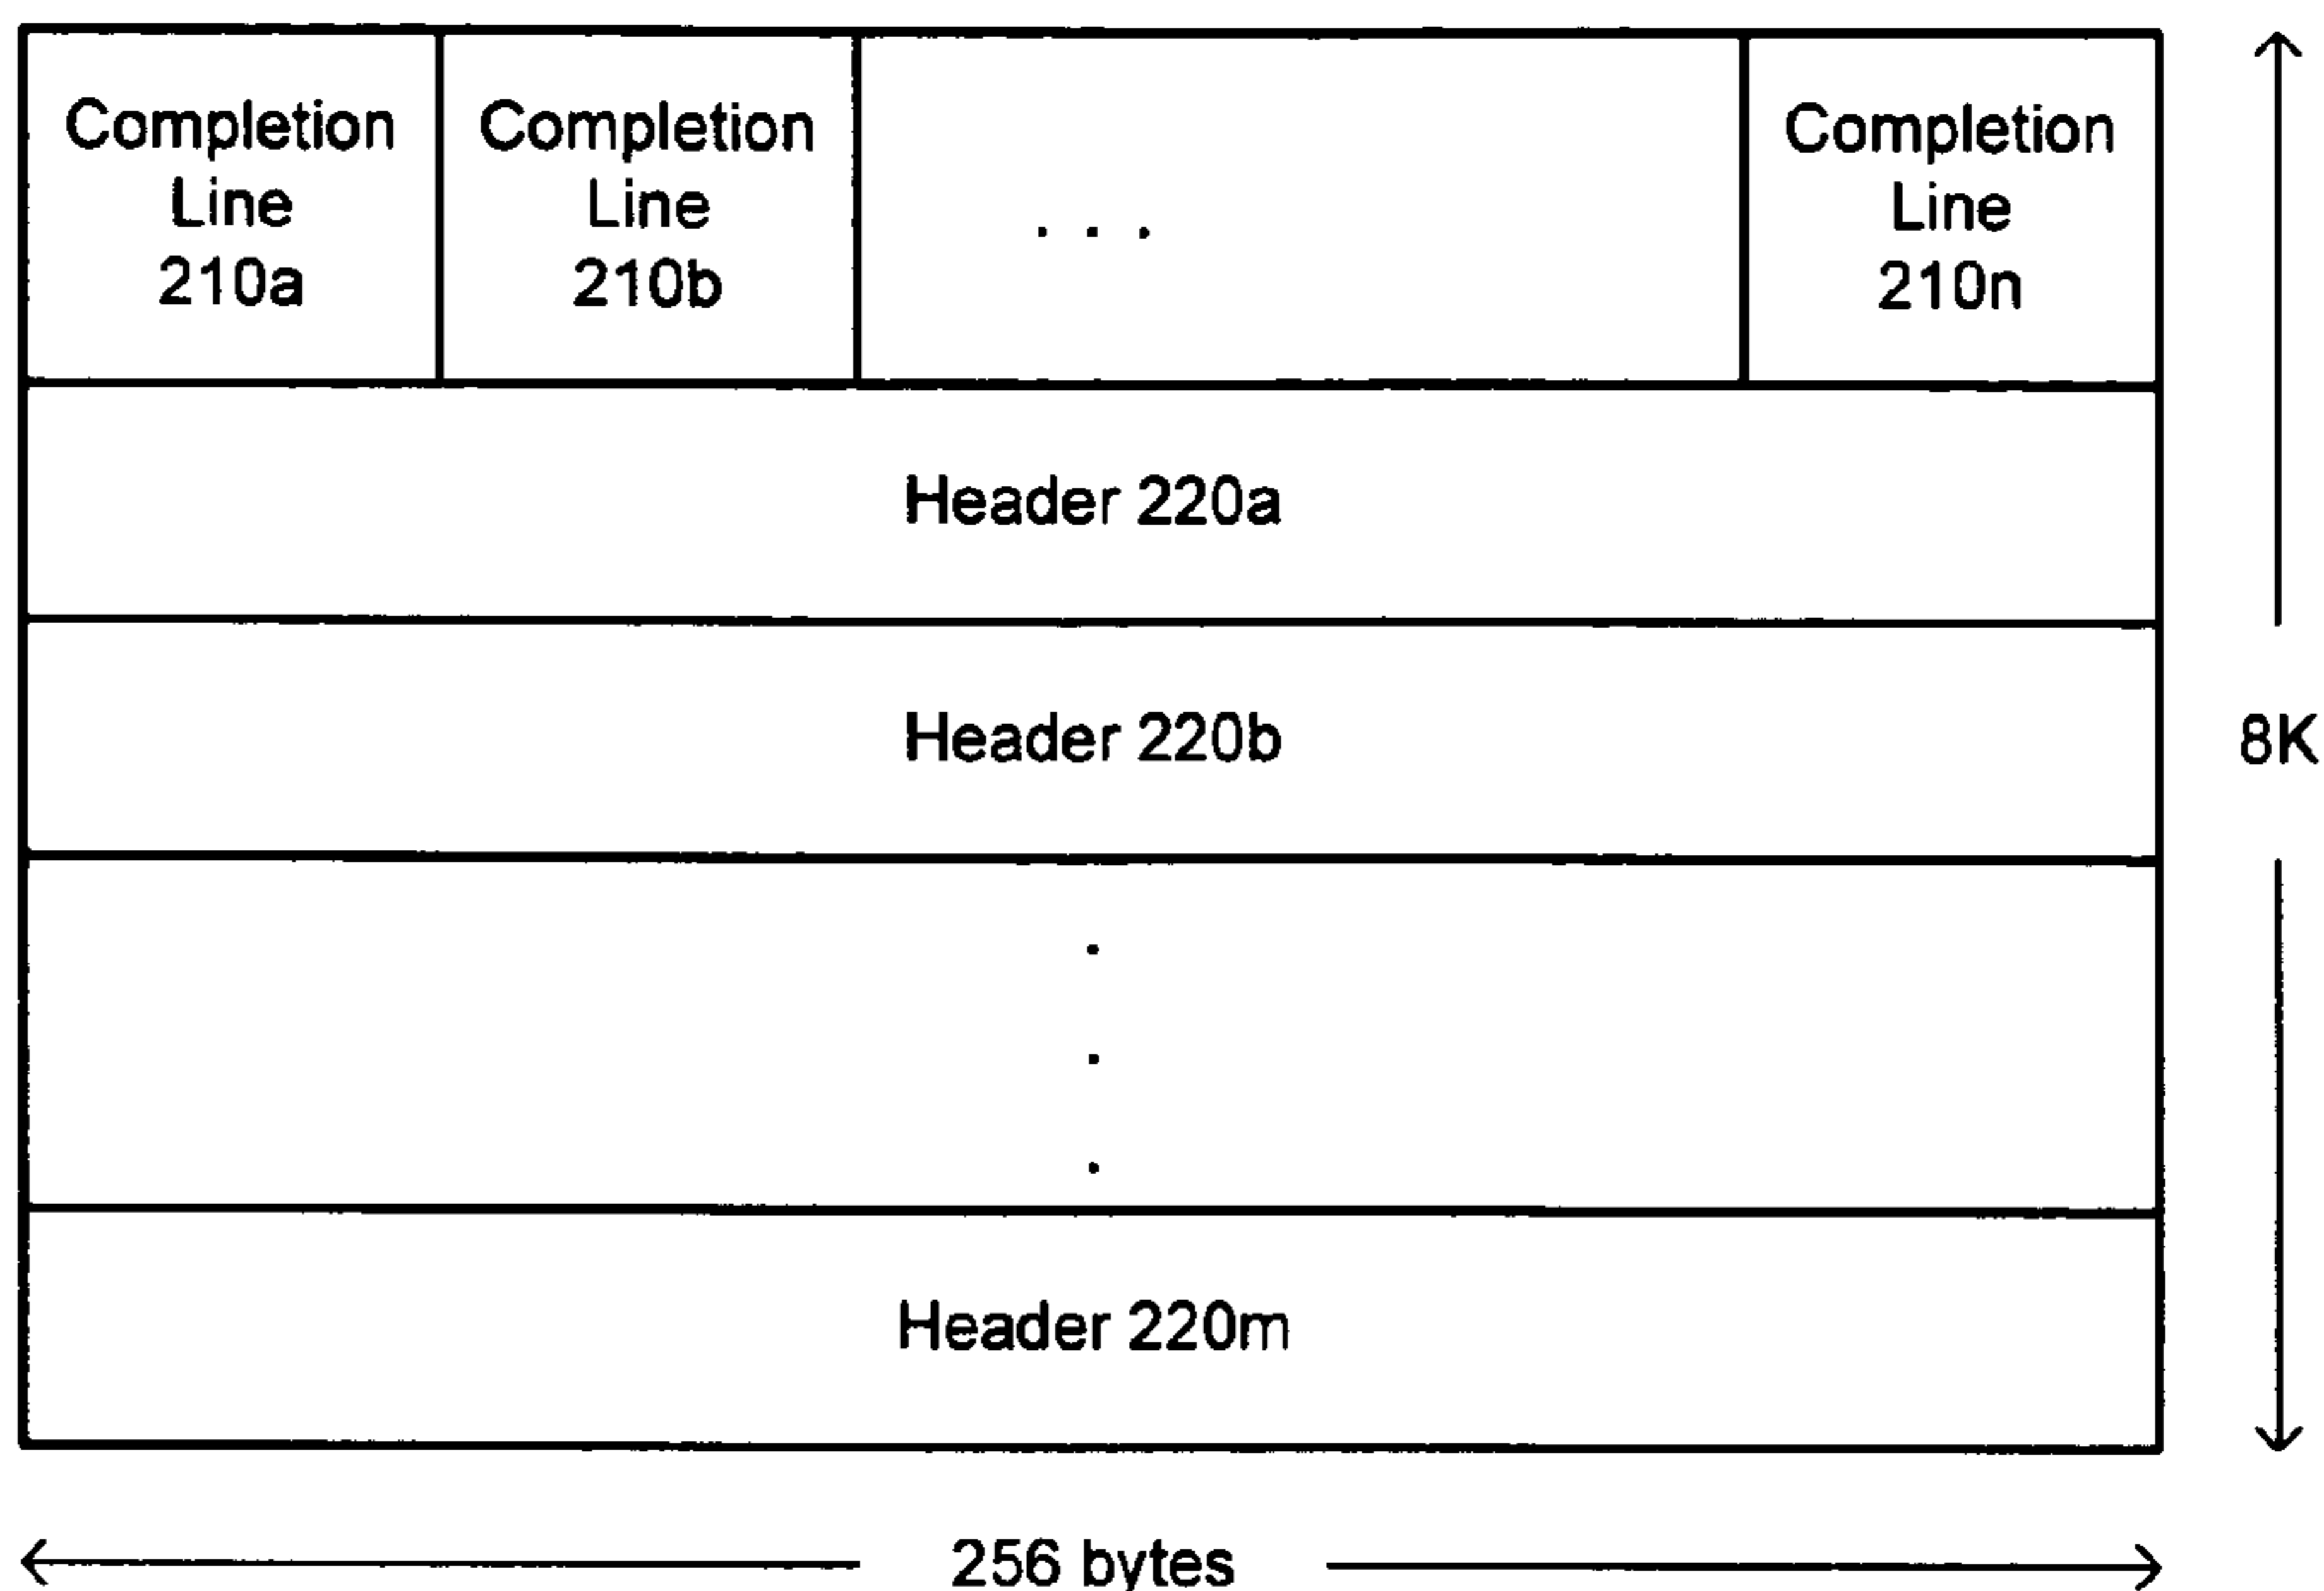 Completion
Line
210a
Completion
Line
210b
. . .
Completion
Line
210n
Header 220a
Header 220b
8K
.
.
.
Header 220m
256 bytes